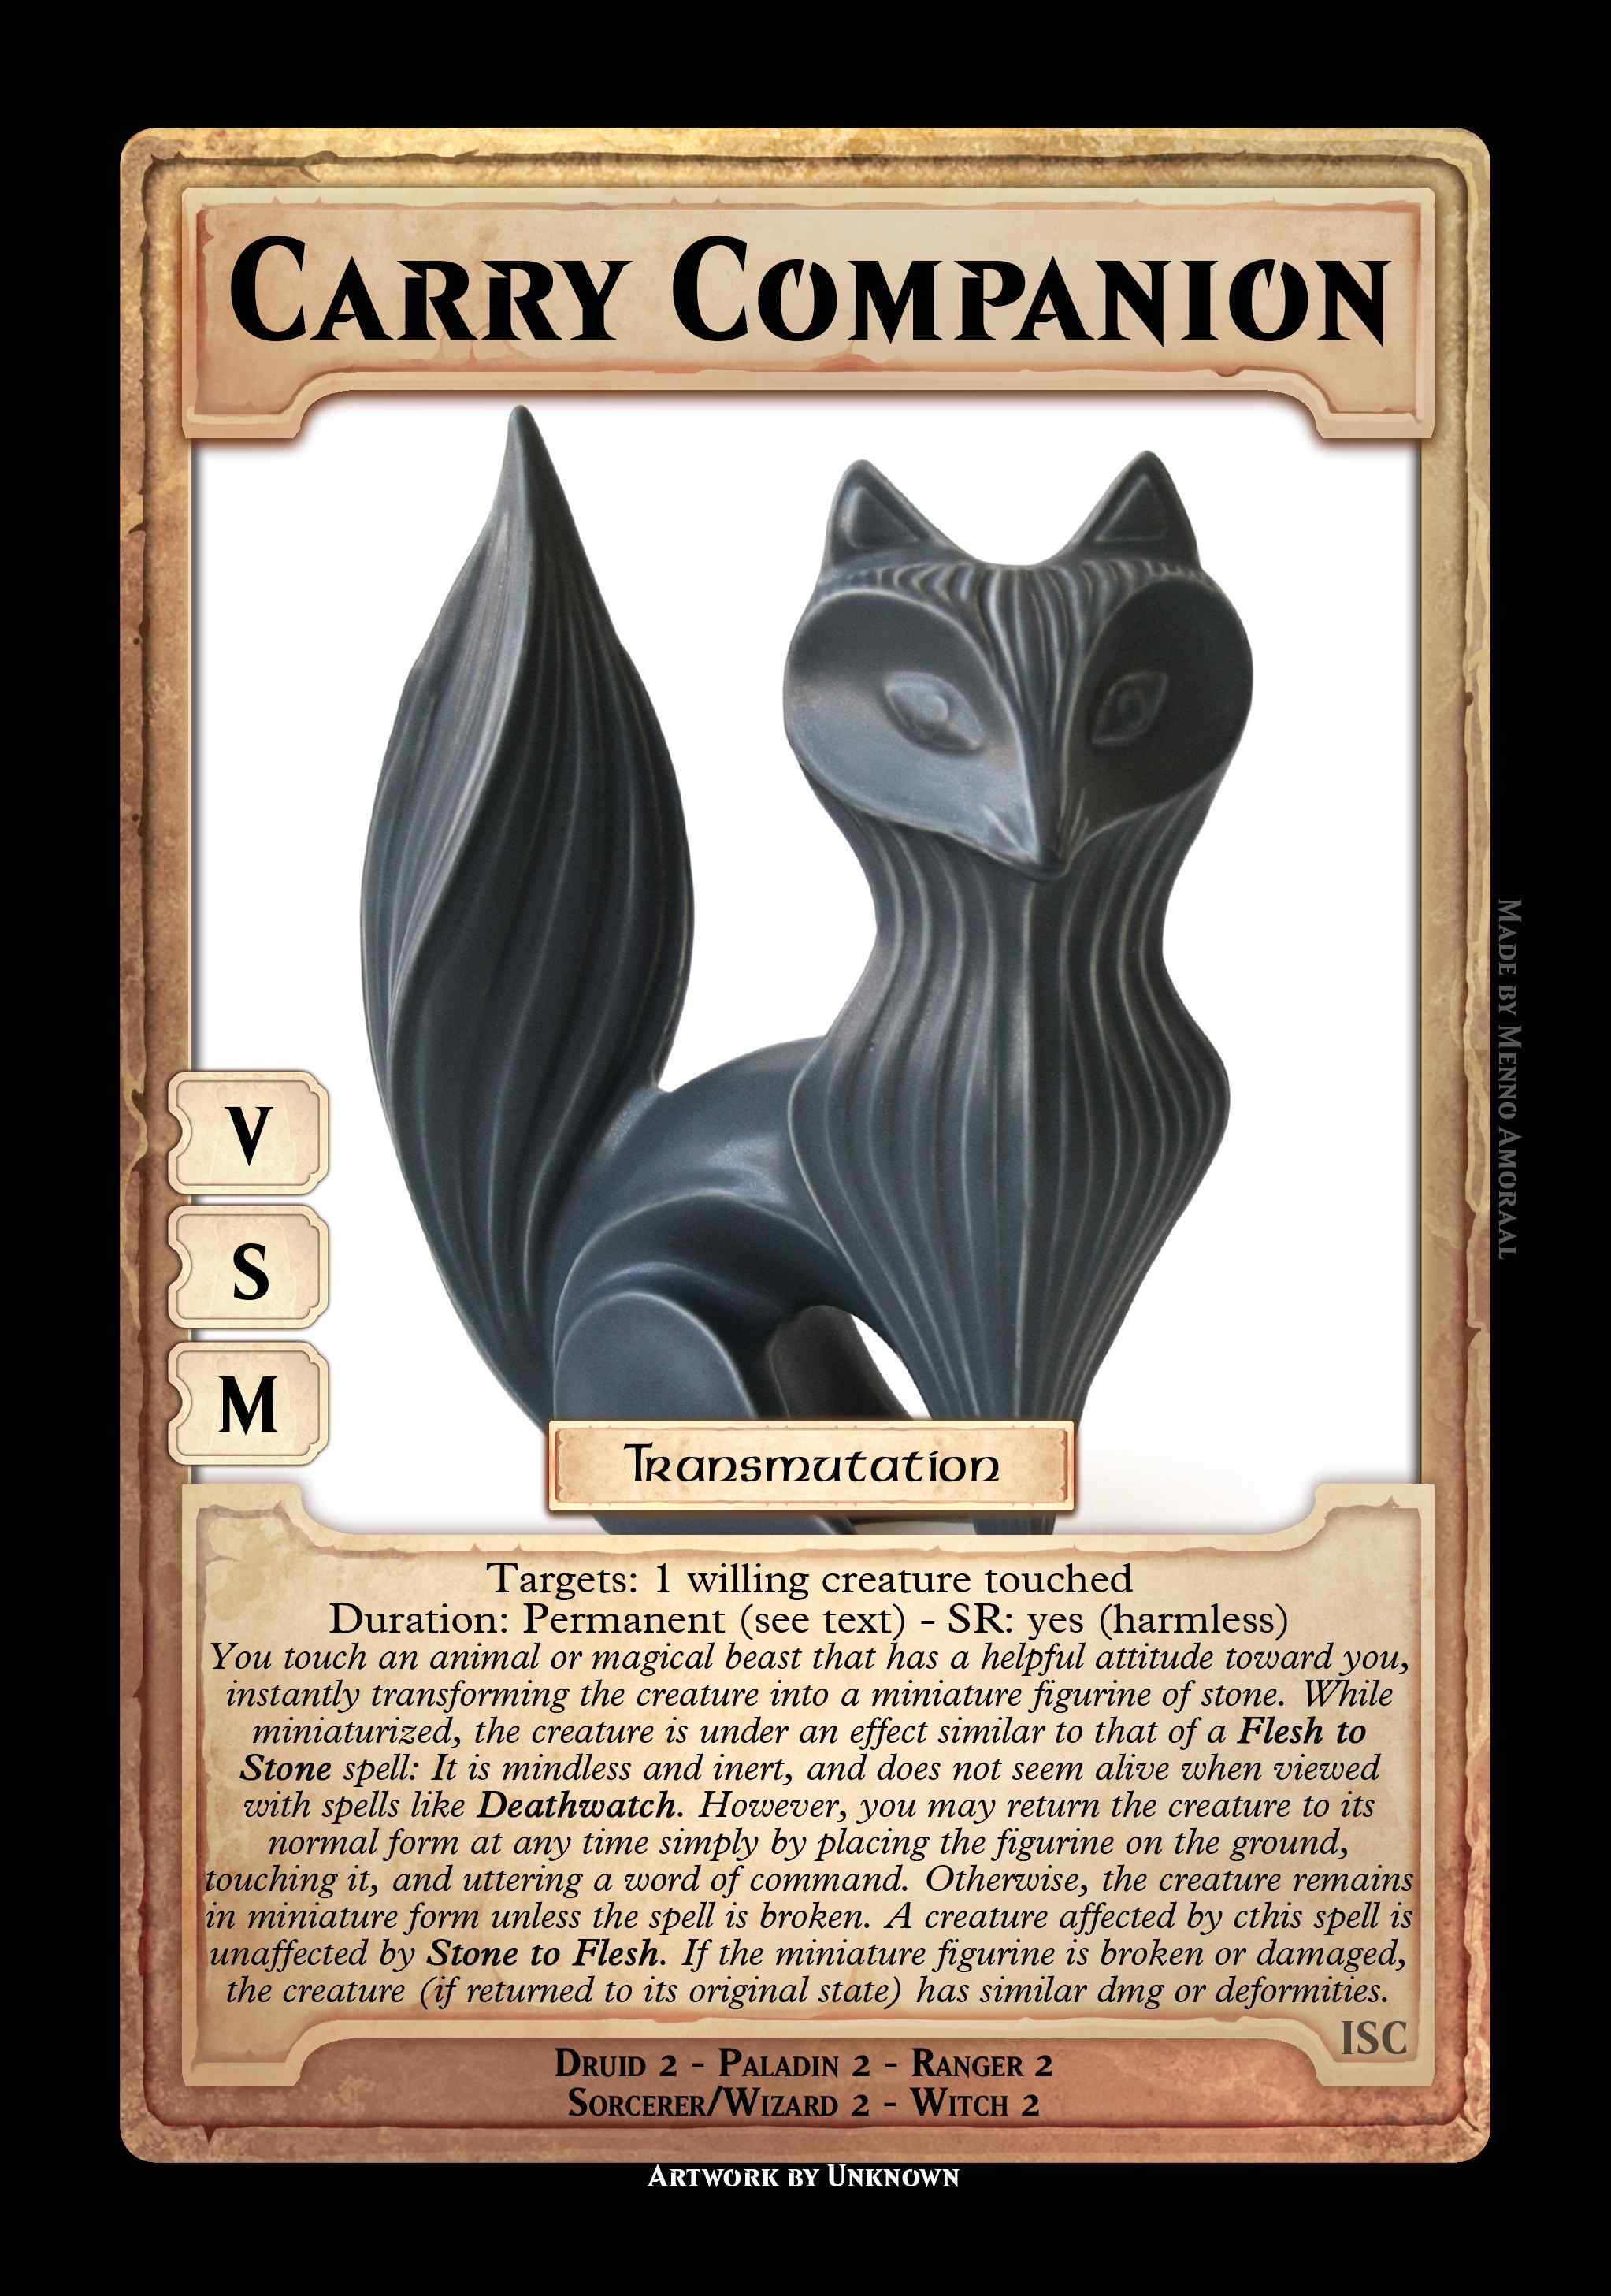 Carry Companion
V
S
M
Transmutation
Targets: 1 willing creature touched
Duration: Permanent (see text) - SR: yes (harmless)
You touch an animal or magical beast that has a helpful attitude toward you,
instantly transforming the creature into a miniature figurine of stone. While
miniaturized, the creature is under an effect similar to that of a Flesh to
Stone spell: It is mindless and inert, and does not seem alive when viewed
with spells like Deathwatch. However, you may return the creature to its
normal form at any time simply by placing the figurine on the ground,
touching it, and uttering a word of command. Otherwise, the creature remains
in miniature form unless the spell is broken. A creature affected by cthis spell is
unaffected by Stone to Flesh. If the miniature figurine is broken or damaged,
the creature (if returned to its original state) has similar dmg or deformities.
ISC
Druid 2 - Paladin 2 - Ranger 2
Sorcerer/Wizard 2 - Witch 2
Artwork by Unknown
Made by Menno Amoraal